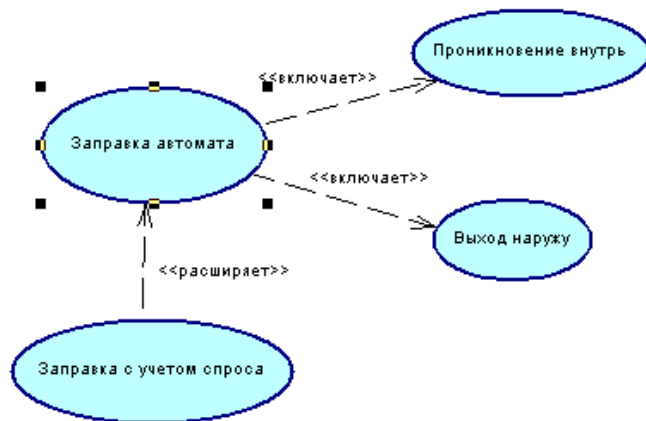 Проникновение внутрь
<<включает>>
Заправка автомата
<<включает>>
Выход наружу
<<расширяет>>
Заправка с учетом спроса